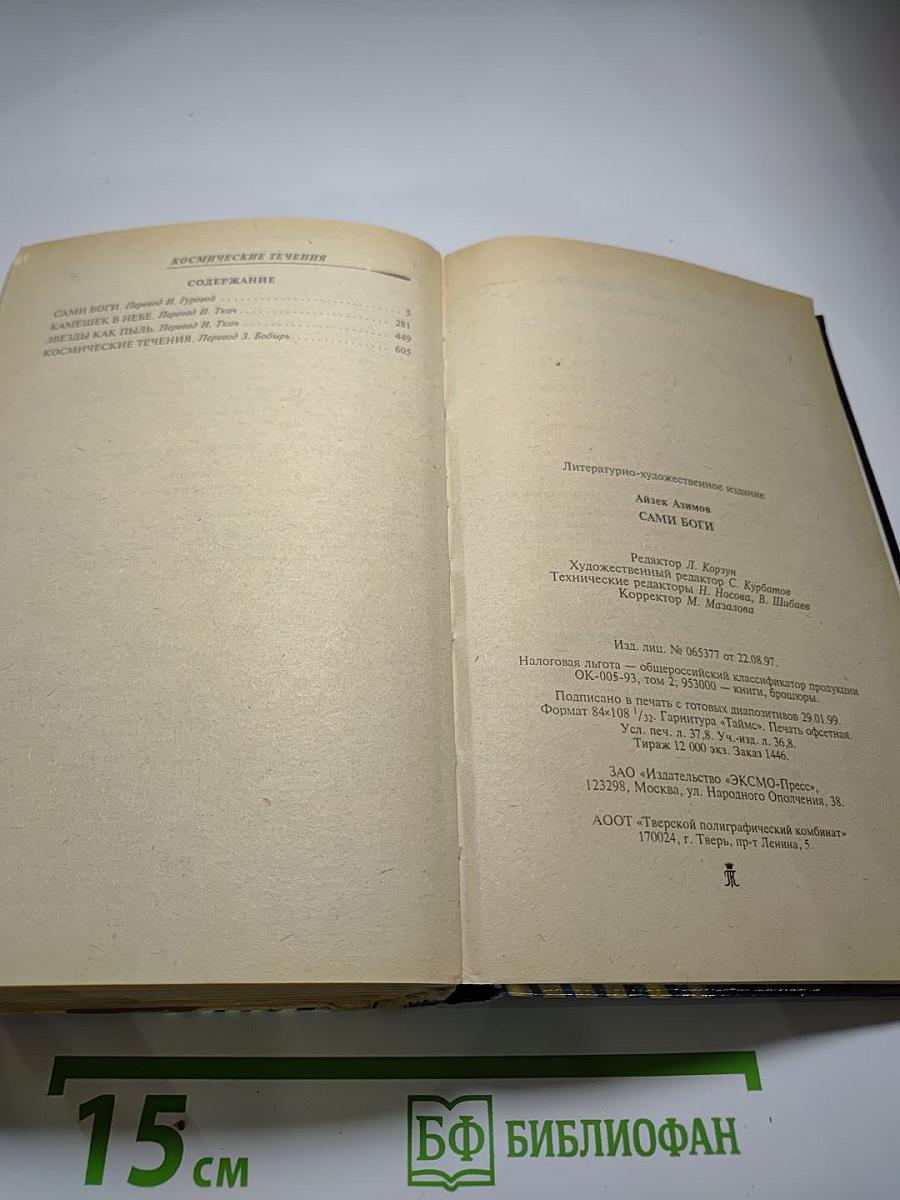 КОСМИЧЕСКИЕ ТЕЧЕНИЯ
СОДЕРЖАНИЕ
САМИ БОГИ. Перевод И. Гуровой . . . . . . . . . . . . . . . . . . . . . 5
КАМЕШЕК В НЕБЕ. Перевод И. Ткач . . . . . . . . . . . . . . . . . . 281
ЗВЕЗДЫ КАК ПЫЛЬ. Перевод И. Ткач . . . . . . . . . . . . . . . . . 449
КОСМИЧЕСКИЕ ТЕЧЕНИЯ. Перевод З. Бобырь. . . . . . . . . . . . 605
Литературно-художественное издание
Айзек Азимов
САМИ БОГИ
Редактор Л. Корзун
Художественный редактор С. Курбатов
Технические редакторы Н. Носова, В. Шибаев
Корректор М. Мазалова
Изд. лиц. № 065377 от 22.08.97.
Налоговая льгота — общероссийский классификатор продукции
ОК-005-93, том 2; 953000 — книги, брошюры.
Подписано в печать с готовых диапозитивов 29.01.99.
Формат 84×108 1/32. Гарнитура «Таймс». Печать офсетная.
Усл. печ. л. 37,8. Уч.-изд. л. 36,8.
Тираж 12 000 экз. Заказ 1446.
ЗАО «Издательство «ЭКСМО-Пресс»,
123298, Москва, ул. Народного Ополчения, 38.
АООТ «Тверской полиграфический комбинат»
170024, г. Тверь, пр-т Ленина, 5.
15 см
БФ БИБЛИОФАН